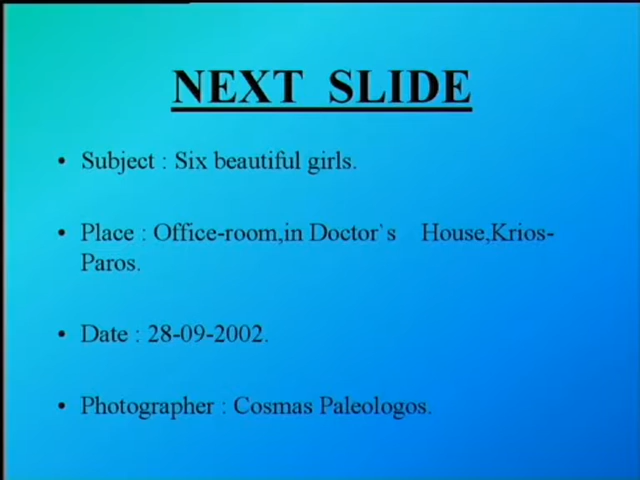 NEXT SLIDE
• Subject : Six beautiful girls.
• Place : Office-room,in Doctor`s House,Krios-
Paros.
• Date : 28-09-2002.
• Photographer : Cosmas Paleologos.